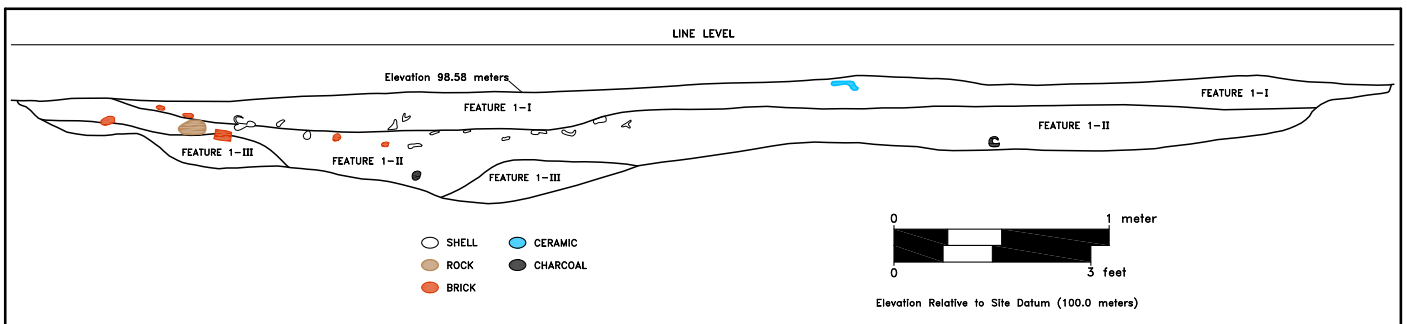 LINE LEVEL
Elevation 98.58 meters
FEATURE 1-I
FEATURE 1-I
FEATURE 1-II
FEATURE 1-III
FEATURE 1-II
FEATURE 1-III
0 1 meter
0 3 feet
SHELL
CERAMIC
ROCK
CHARCOAL
BRICK
Elevation Relative to Site Datum (100.0 meters)